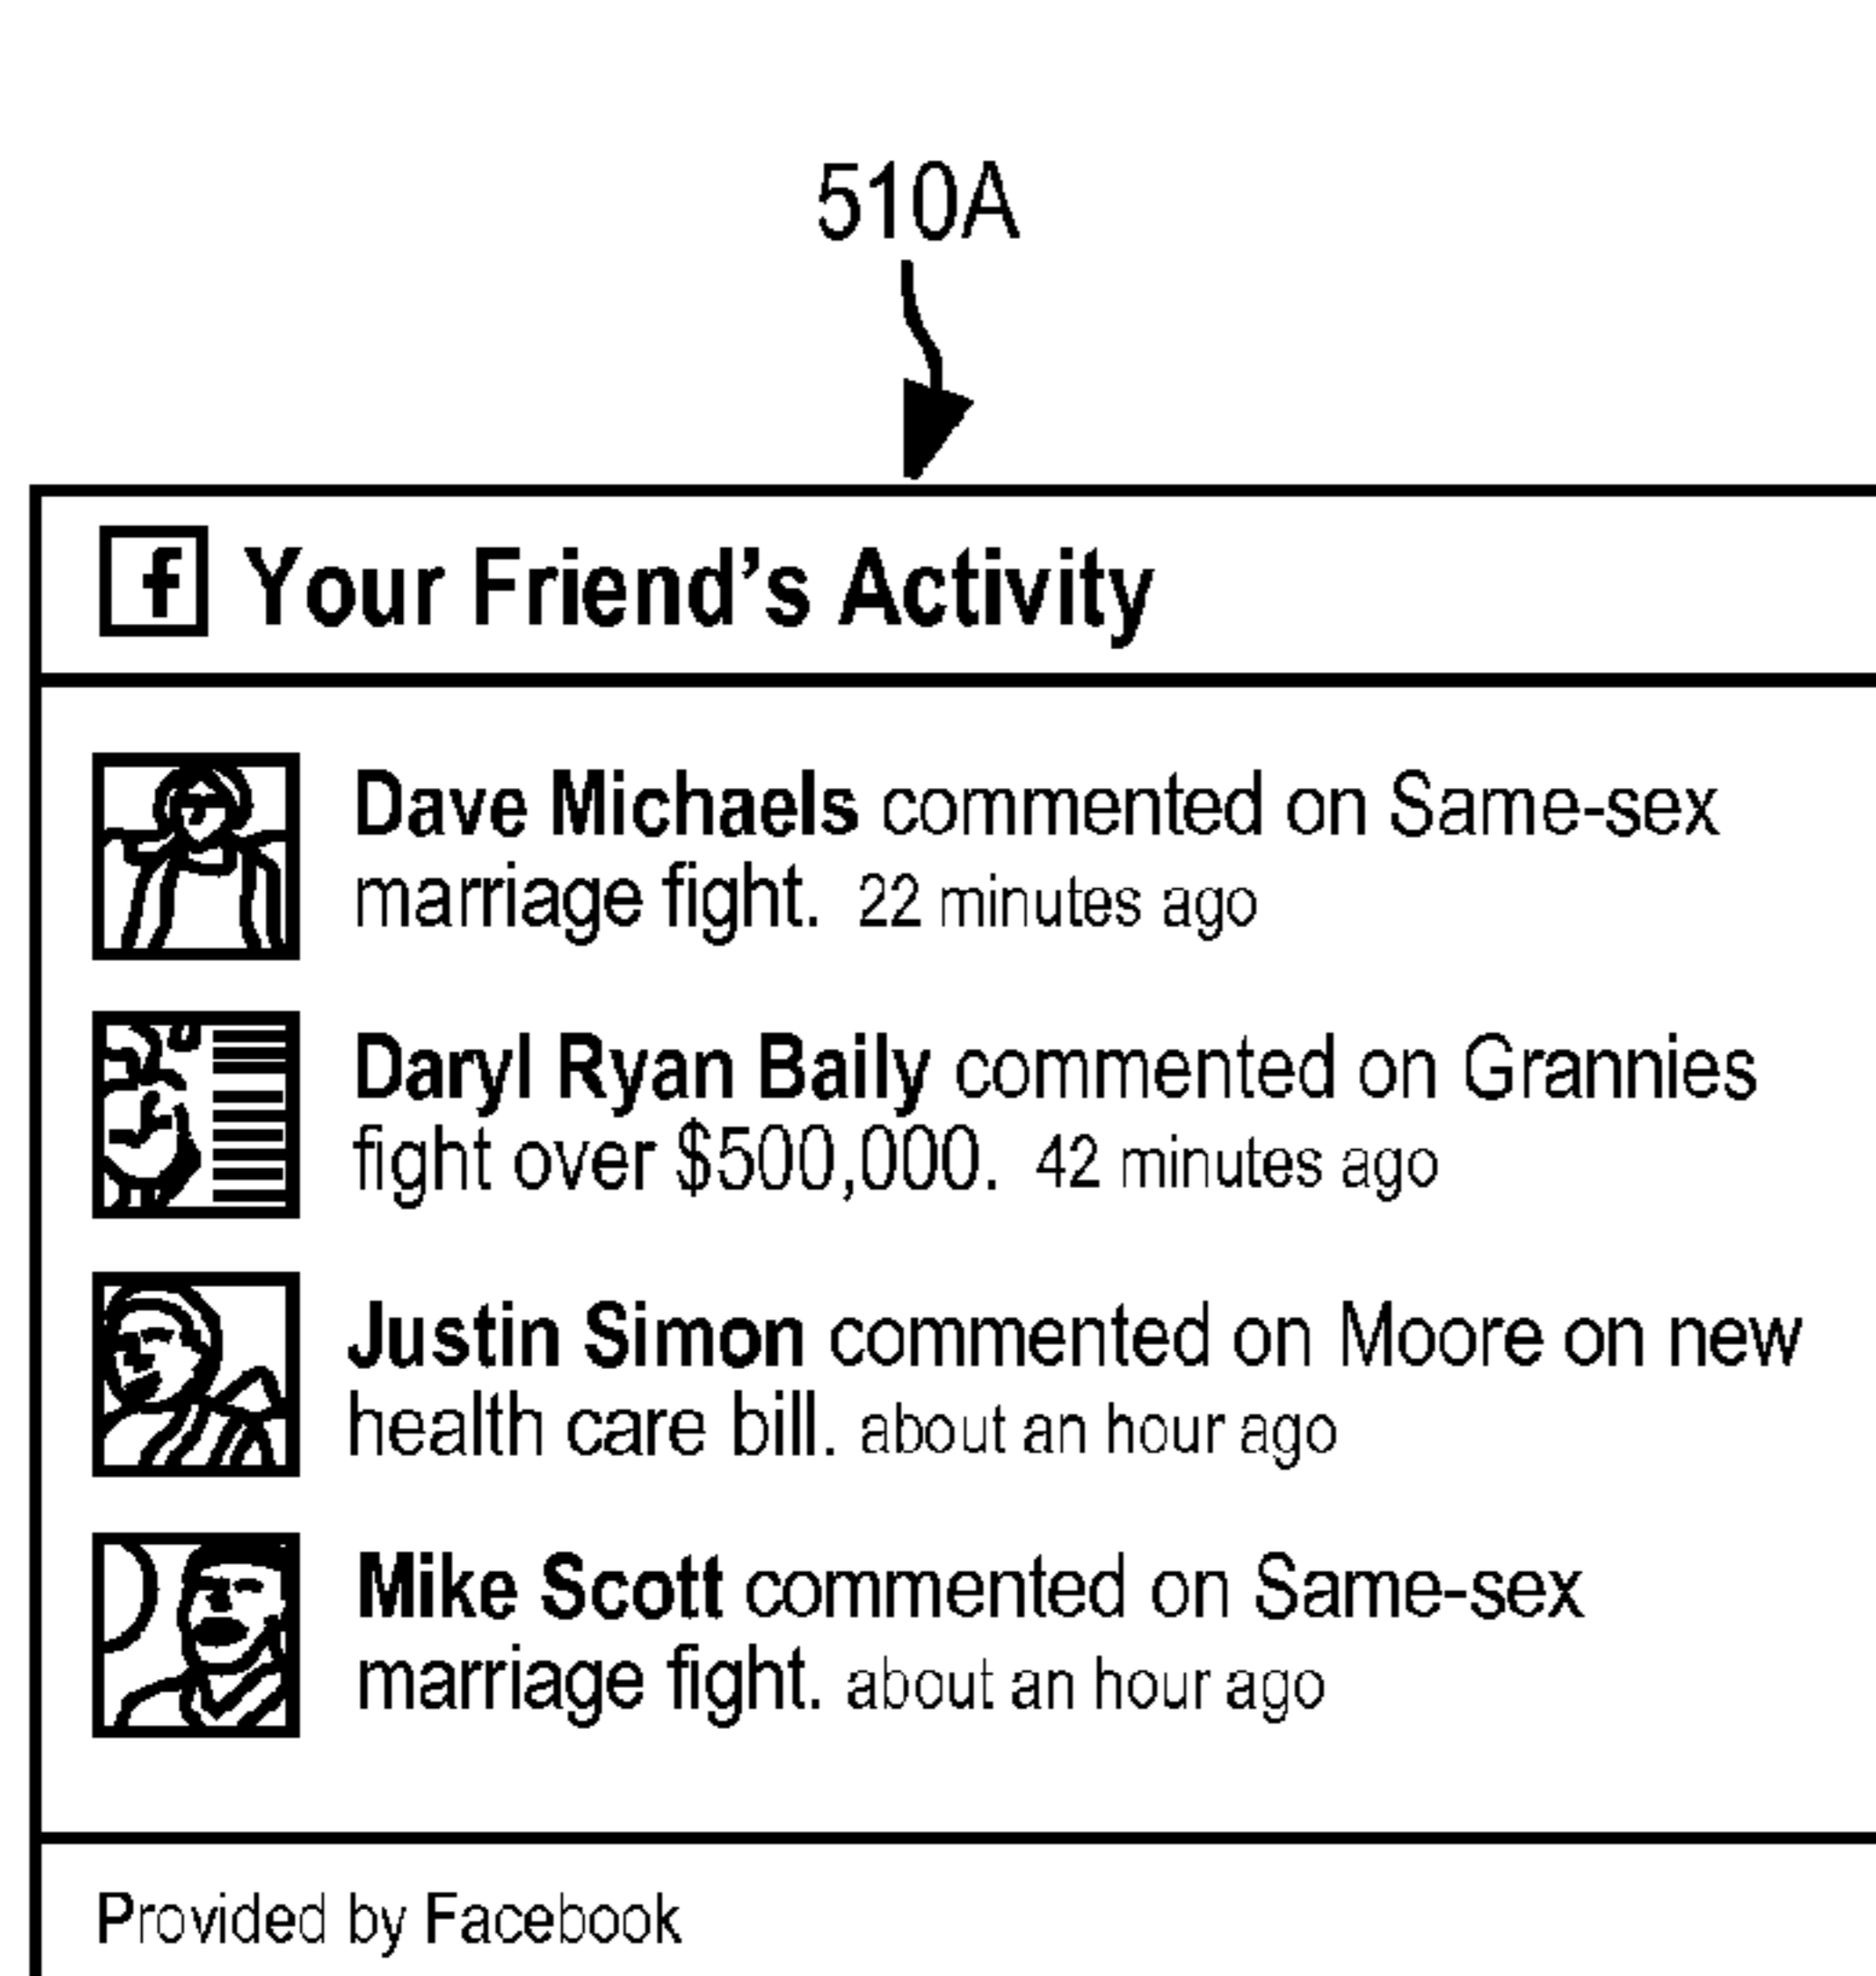 510A
f Your Friend’s Activity
Dave Michaels commented on Same-sex
marriage fight. 22 minutes ago
Daryl Ryan Baily commented on Grannies
fight over $500,000. 42 minutes ago
Justin Simon commented on Moore on new
health care bill. about an hour ago
Mike Scott commented on Same-sex
marriage fight. about an hour ago
Provided by Facebook